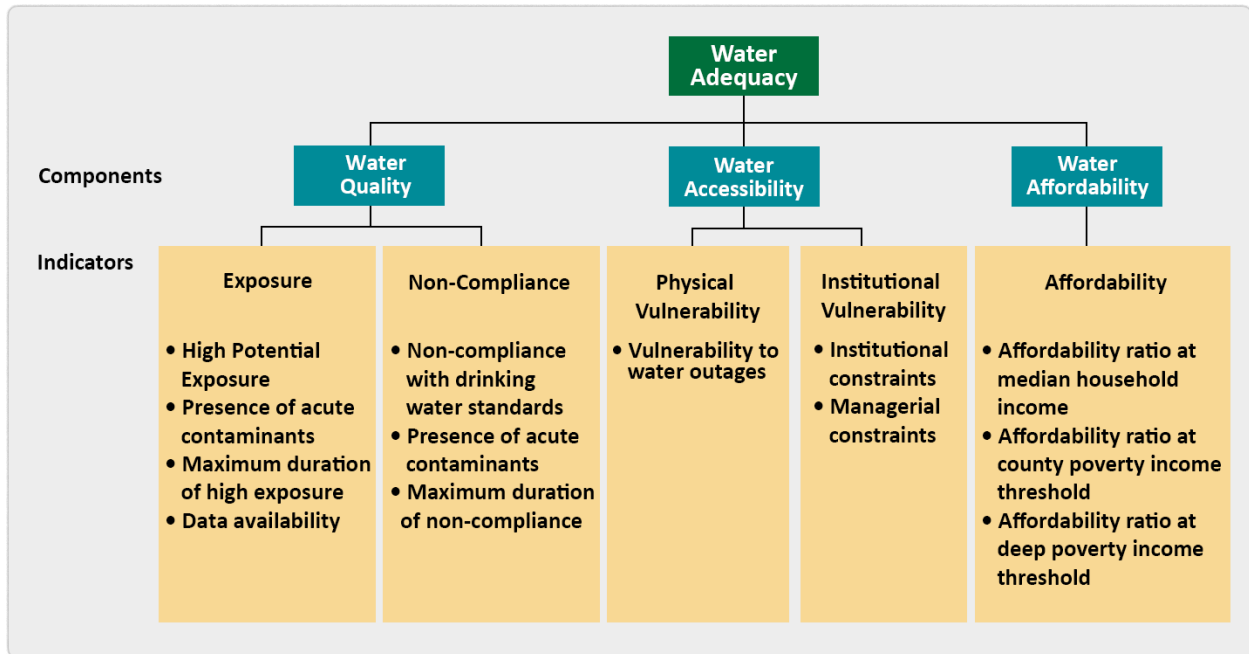 Water
Adequacy
Components
Water
Quality
Water
Accessibility
Water
Affordability
Indicators
Exposure
• High Potential
Exposure
• Presence of acute
contaminants
• Maximum duration
of high exposure
• Data availability
Non-Compliance
• Non-compliance
with drinking
water standards
• Presence of acute
contaminants
• Maximum duration
of non-compliance
Physical
Vulnerability
• Vulnerability to
water outages
Institutional
Vulnerability
• Institutional
constraints
• Managerial
constraints
Affordability
• Affordability ratio at
median household
income
• Affordability ratio at
county poverty income
threshold
• Affordability ratio at
deep poverty income
threshold